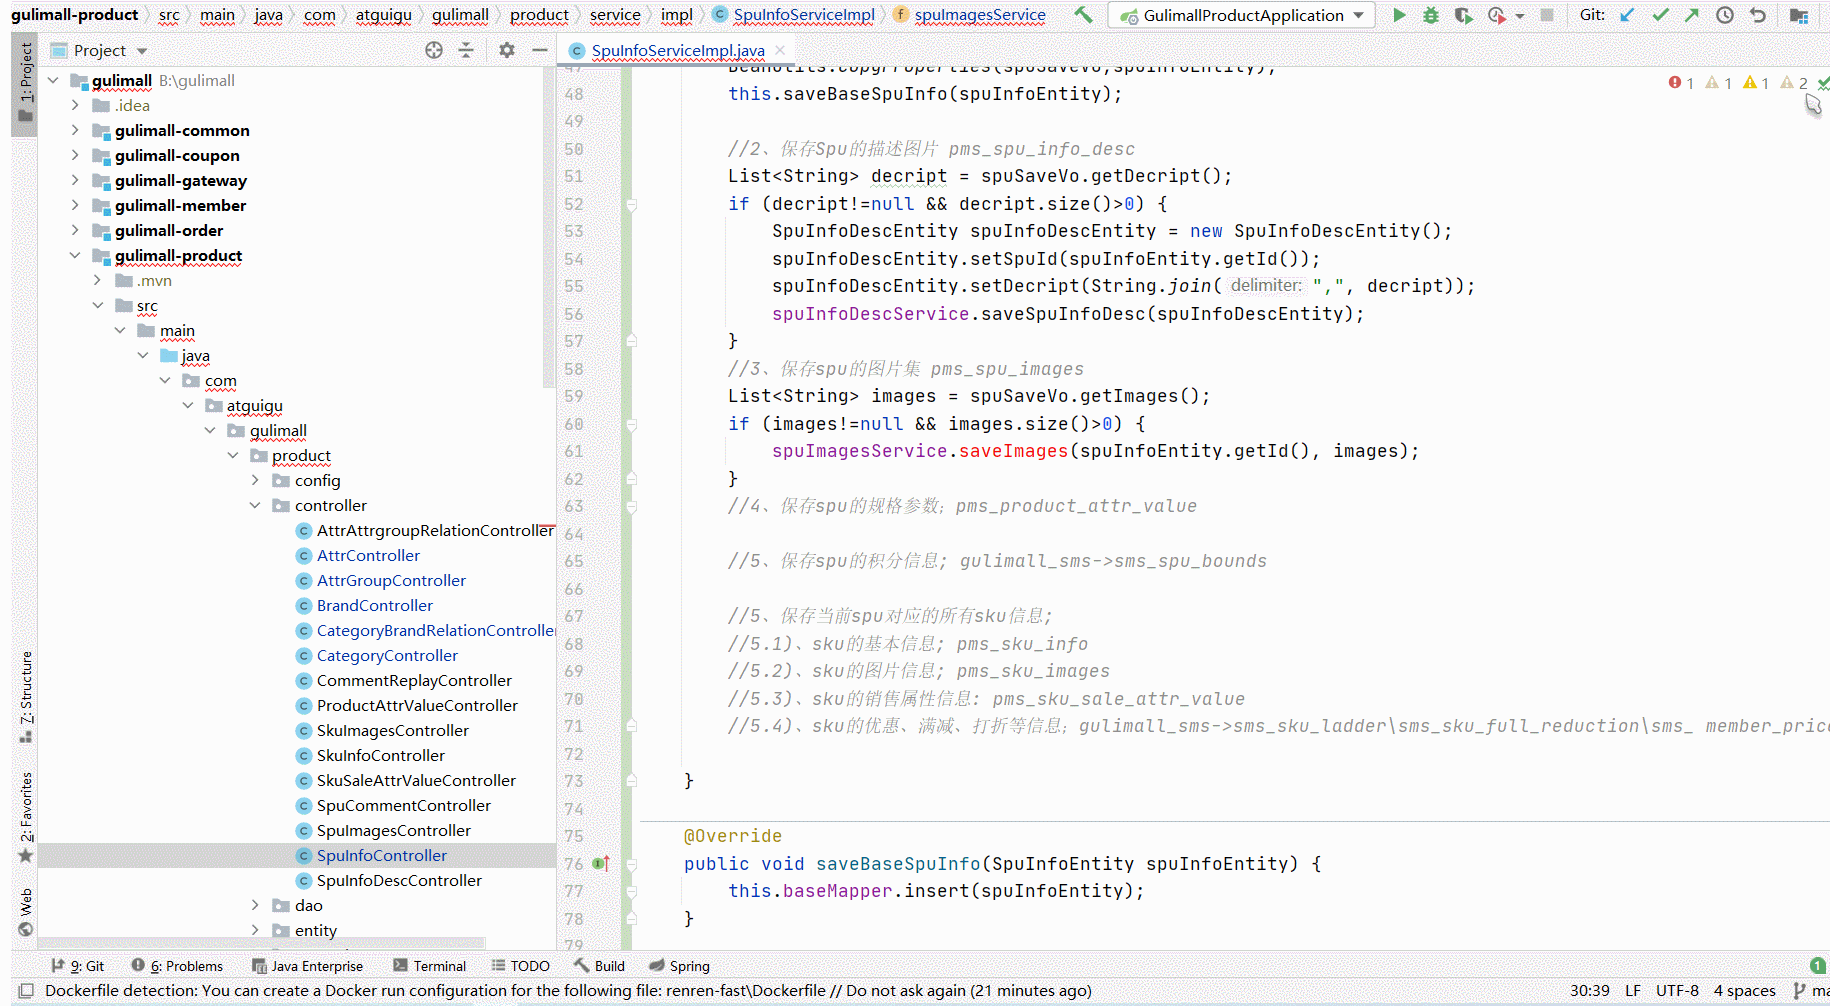 gulimall-product › src › main › java › com › atguigu › gulimall › product › service › impl › SpuInfoServiceImpl › spuImagesService GulimallProductApplication Git:
1: Project
Project
SpuInfoServiceImpl.java
gulimall B:\gulimall
.idea
gulimall-common
gulimall-coupon
gulimall-gateway
gulimall-member
gulimall-order
gulimall-product
.mvn
src
main
java
com
atguigu
gulimall
product
config
controller
AttrAttrgroupRelationController
AttrController
AttrGroupController
BrandController
CategoryBrandRelationController
CategoryController
CommentReplayController
ProductAttrValueController
SkuImagesController
SkuInfoController
SkuSaleAttrValueController
SpuCommentController
SpuImagesController
SpuInfoController
SpuInfoDescController
dao
entity
7: Structure
2: Favorites
Web
1 1 1 2
47 BeanUtils.copyProperties(spuSaveVo,spuInfoEntity);
48 this.saveBaseSpuInfo(spuInfoEntity);
49
50 //2、保存Spu的描述图片 pms_spu_info_desc
51 List<String> decript = spuSaveVo.getDecript();
52 if (decript!=null && decript.size()>0) {
53 SpuInfoDescEntity spuInfoDescEntity = new SpuInfoDescEntity();
54 spuInfoDescEntity.setSpuId(spuInfoEntity.getId());
55 spuInfoDescEntity.setDecript(String.join( delimiter: ",", decript));
56 spuInfoDescService.saveSpuInfoDesc(spuInfoDescEntity);
57 }
58 //3、保存spu的图片集 pms_spu_images
59 List<String> images = spuSaveVo.getImages();
60 if (images!=null && images.size()>0) {
61 spuImagesService.saveImages(spuInfoEntity.getId(), images);
62 }
63 //4、保存spu的规格参数；pms_product_attr_value
64
65 //5、保存spu的积分信息；gulimall_sms->sms_spu_bounds
66
67 //5、保存当前spu对应的所有sku信息；
68 //5.1)、sku的基本信息；pms_sku_info
69 //5.2)、sku的图片信息；pms_sku_images
70 //5.3)、sku的销售属性信息：pms_sku_sale_attr_value
71 //5.4)、sku的优惠、满减、打折等信息；gulimall_sms->sms_sku_ladder\sms_sku_full_reduction\sms_ member_price
72
73 }
74
75 @Override
76 public void saveBaseSpuInfo(SpuInfoEntity spuInfoEntity) {
77 this.baseMapper.insert(spuInfoEntity);
78 }
79
9: Git 6: Problems Java Enterprise Terminal TODO Build Spring 1
Dockerfile detection: You can create a Docker run configuration for the following file: renren-fast\Dockerfile // Do not ask again (21 minutes ago) 30:39 LF UTF-8 4 spaces ma